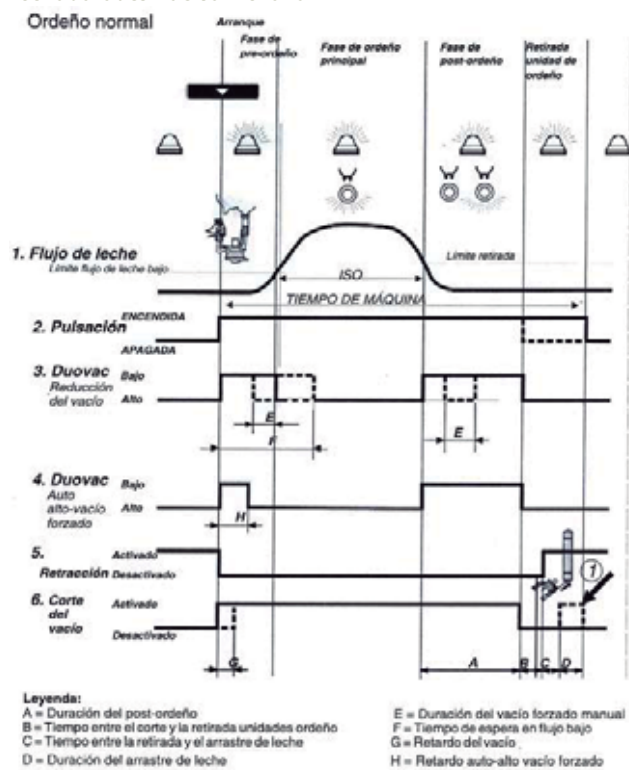 Ordeño normal
Arranque
Fase de
pre-ordeño
Fase de ordeño
principal
Fase de
post-ordeño
Retirada
unidad de
ordeño
1. Flujo de leche
Límite flujo de leche bajo
ISO
Límite retirada
TIEMPO DE MÁQUINA
2. Pulsación
ENCENDIDA
APAGADA
3. Duovac
Reducción
del vacío
Bajo
Alto
E
F
E
4. Duovac
Auto
alto-vacío
forzado
Bajo
Alto
H
5.
Retracción
Activado
Desactivado
1
6. Corte
del
vacío
Activado
Desactivado
G
A
B
C
D
Leyenda:
A = Duración del post-ordeño
B = Tiempo entre el corte y la retirada unidades ordeño
C = Tiempo entre la retirada y el arrastre de leche
D = Duración del arrastre de leche
E = Duración del vacío forzado manual
F = Tiempo de espera en flujo bajo
G = Retardo del vacío
H = Retardo auto-alto vacío forzado